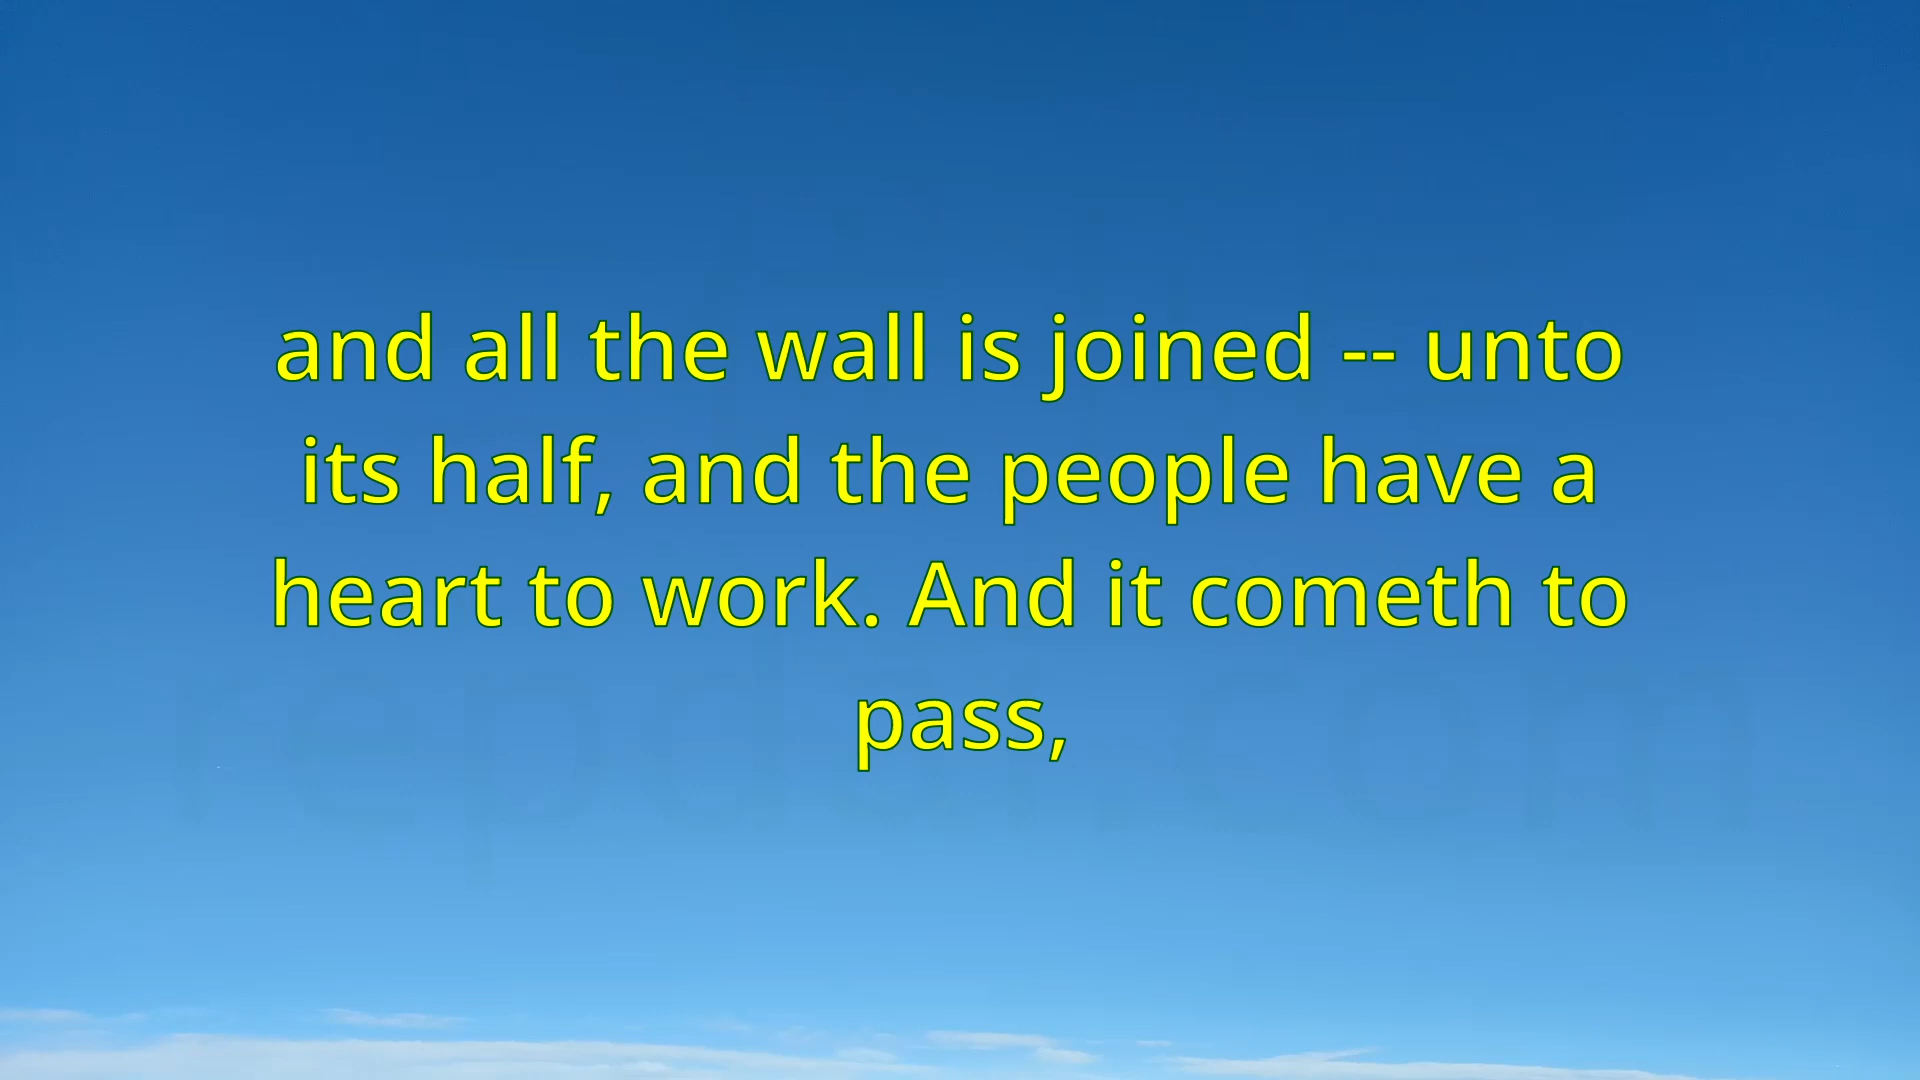 and all the wall is joined -- unto
its half, and the people have a
heart to work. And it cometh to
pass,